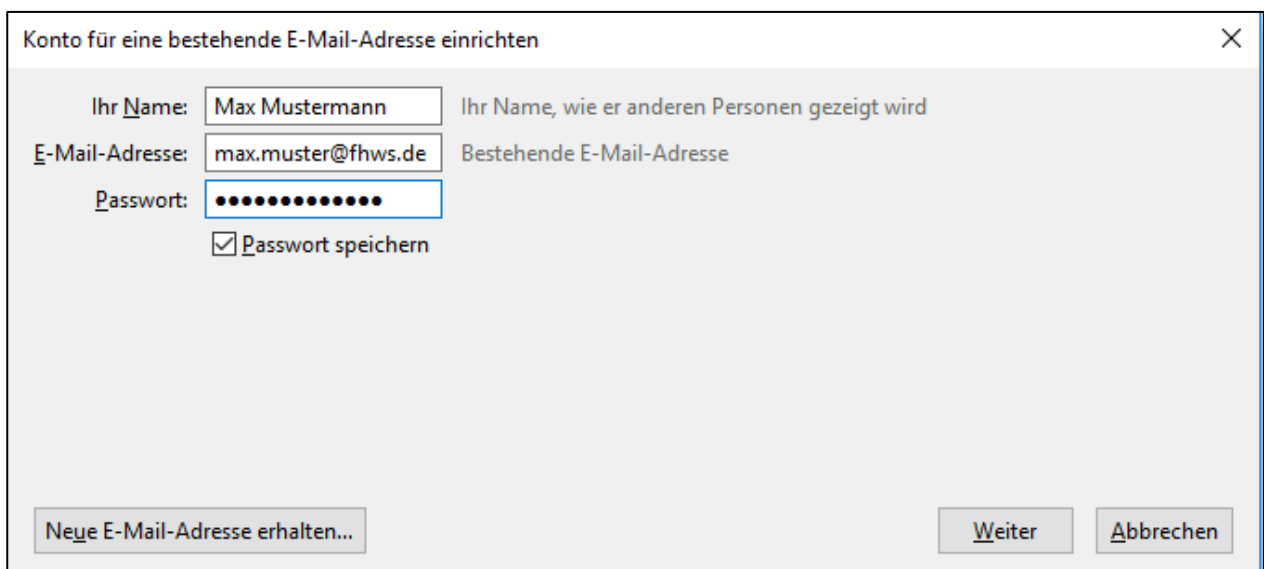 Konto für eine bestehende E-Mail-Adresse einrichten
Ihr Name: Max Mustermann Ihr Name, wie er anderen Personen gezeigt wird
E-Mail-Adresse: max.muster@fhws.de Bestehende E-Mail-Adresse
Passwort: •••••••••••••
Passwort speichern
Neue E-Mail-Adresse erhalten... Weiter Abbrechen